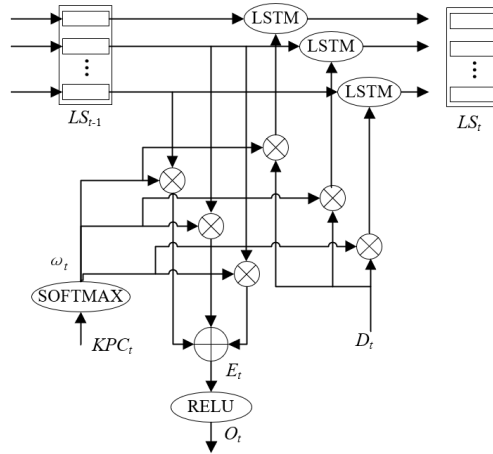 LSTM
LSTM
LSTM
LS_{t-1}
LS_t
ω_t
SOFTMAX
KPC_t
D_t
E_t
RELU
O_t